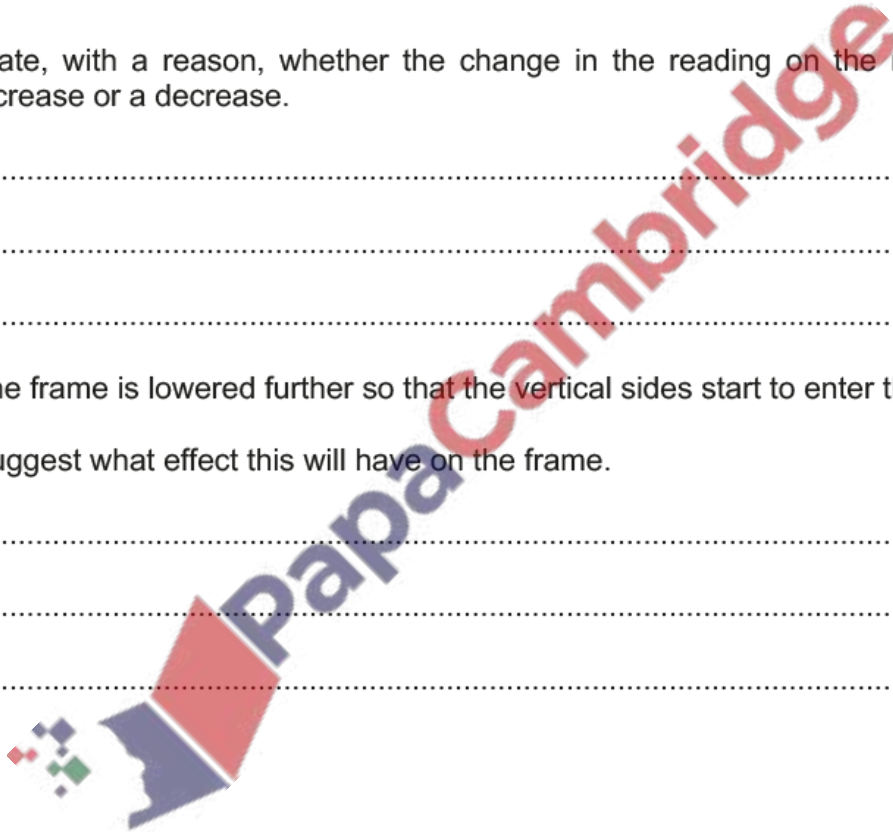 ate, with a reason, whether the change in the reading on the
crease or a decrease.
e frame is lowered further so that the vertical sides start to enter t
uggest what effect this will have on the frame.
PapaCambridge